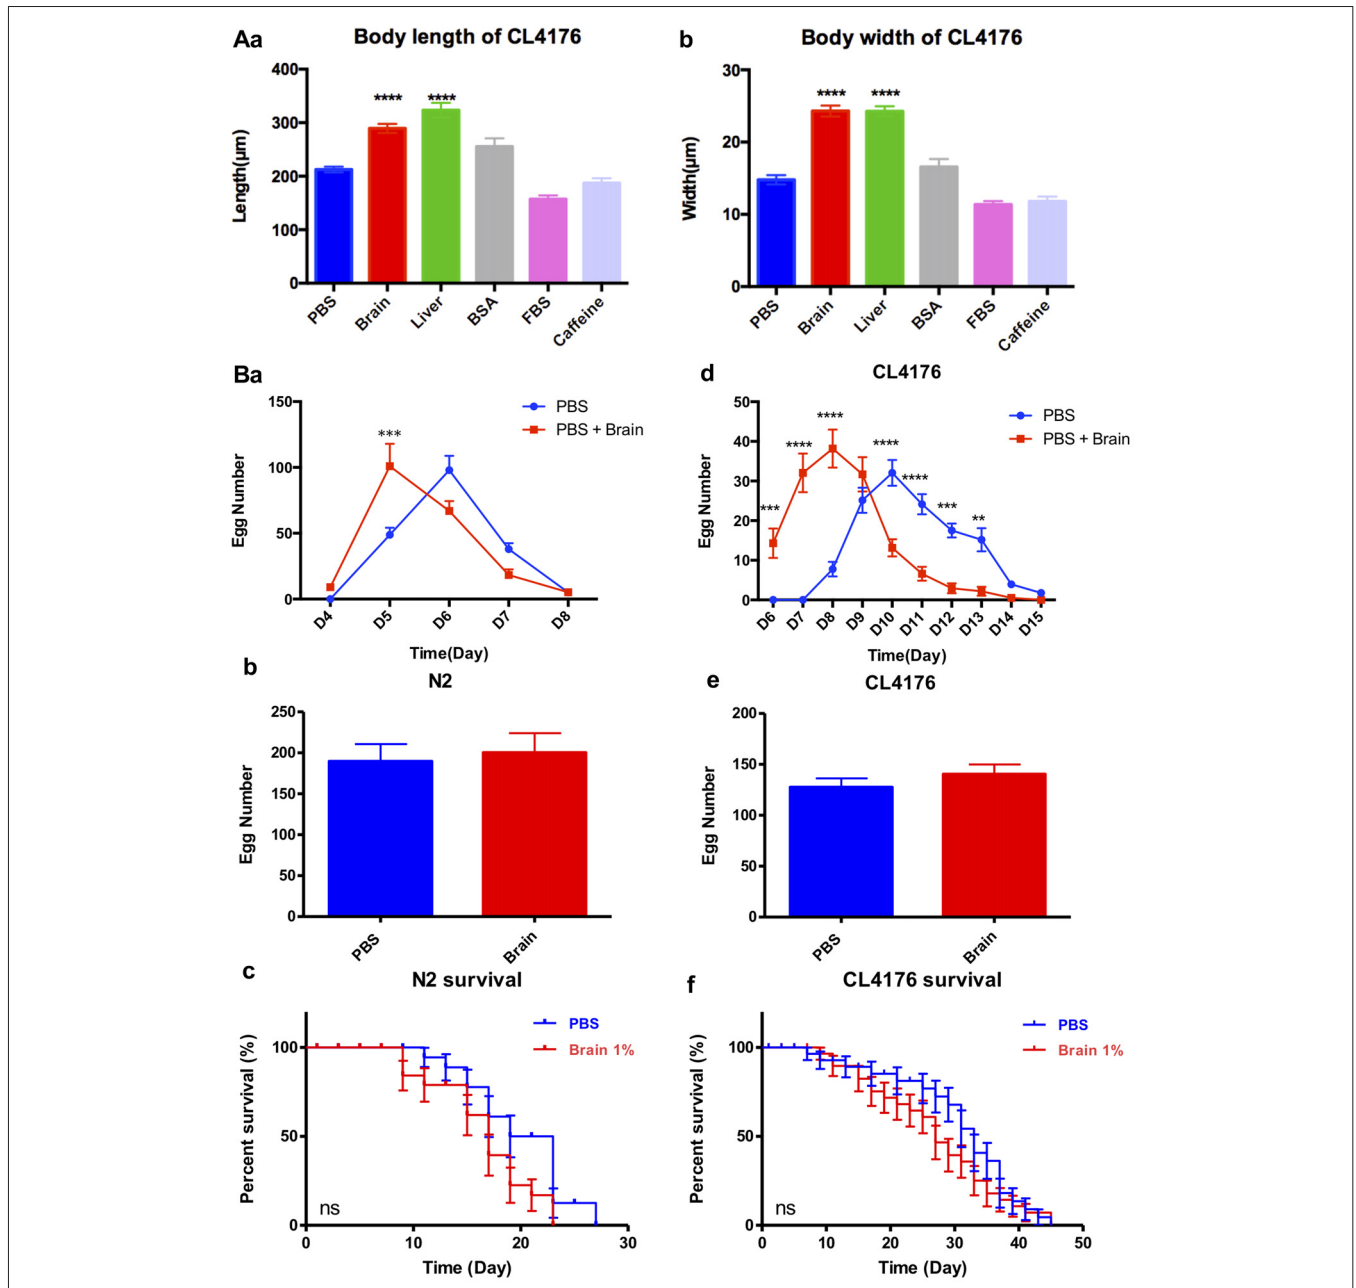 Aa
Body length of CL4176
400
300
200
100
0
Length(µm)
****
****
PBS
Brain
Liver
BSA
FBS
Caffeine
b
Body width of CL4176
30
20
10
0
Width(µm)
****
****
PBS
Brain
Liver
BSA
FBS
Caffeine
Ba
150
100
50
0
Egg Number
***
PBS
PBS + Brain
D4
D5
D6
D7
D8
Time(Day)
d
CL4176
50
40
30
20
10
0
Egg Number
***
****
****
****
****
***
**
PBS
PBS + Brain
D6
D7
D8
D9
D10
D11
D12
D13
D14
D15
Time(Day)
b
N2
250
200
150
100
50
0
Egg Number
PBS
Brain
e
CL4176
200
150
100
50
0
Egg Number
PBS
Brain
c
N2 survival
100
50
0
Percent survival (%)
PBS
Brain 1%
ns
0
10
20
30
Time (Day)
f
CL4176 survival
100
50
0
Percent survival (%)
PBS
Brain 1%
ns
0
10
20
30
40
50
Time (Day)